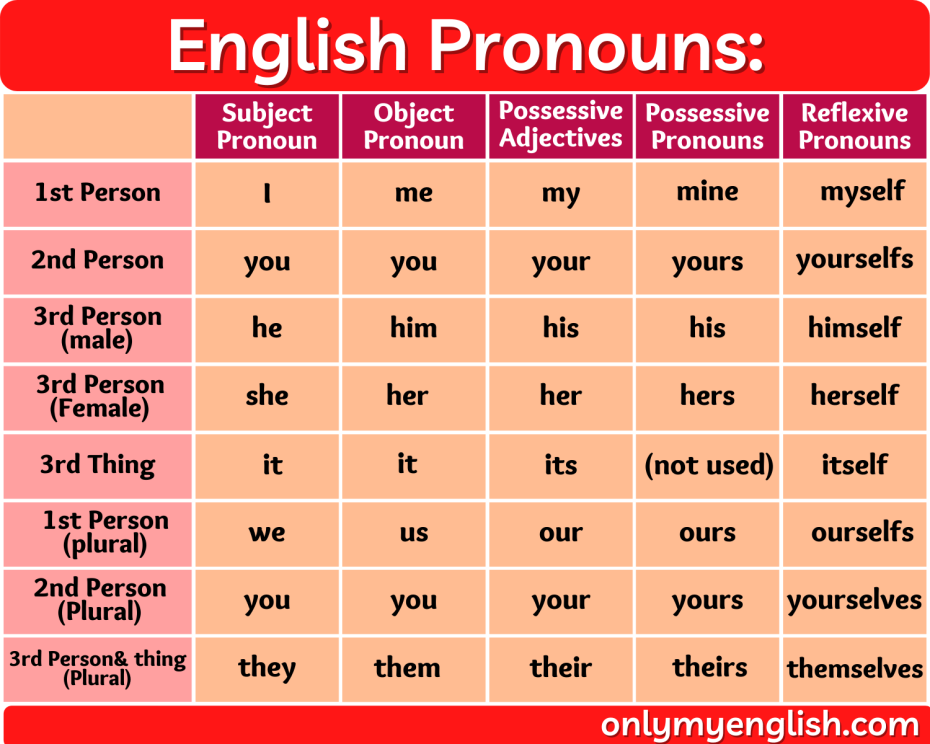 English Pronouns:
Subject Pronoun Object Pronoun Possessive Adjectives Possessive Pronouns Reflexive Pronouns
1st Person I me my mine myself
2nd Person you you your yours yourselfs
3rd Person (male) he him his his himself
3rd Person (Female) she her her hers herself
3rd Thing it it its (not used) itself
1st Person (plural) we us our ours ourselfs
2nd Person (Plural) you you your yours yourselves
3rd Person& thing (Plural) they them their theirs themselves
onlymyenglish.com